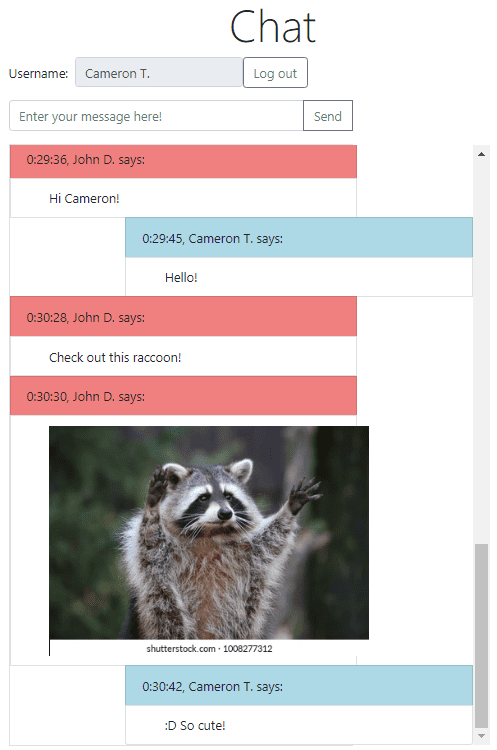 Chat
Username: Cameron T. Log out
Enter your message here! Send
0:29:36, John D. says:
Hi Cameron!
0:29:45, Cameron T. says:
Hello!
0:30:28, John D. says:
Check out this raccoon!
0:30:30, John D. says:
shutterstock.com · 1008277312
0:30:42, Cameron T. says:
:D So cute!